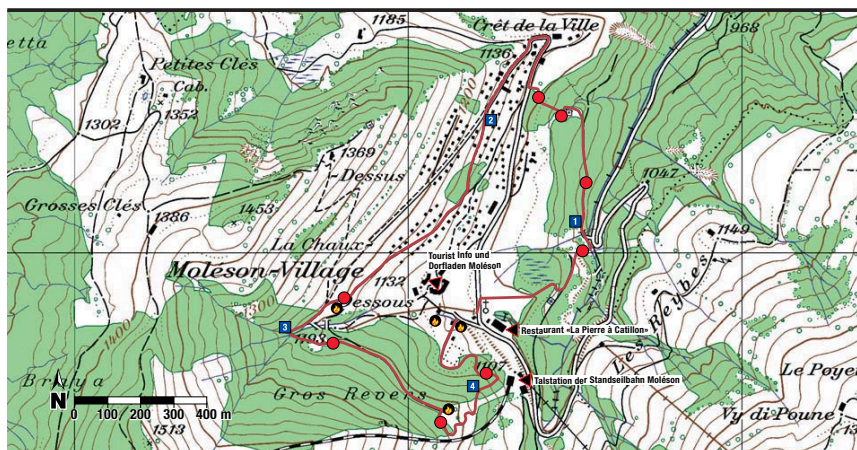 1185
Crêt de la Ville
968
etta
Petites Clés
1136
Cab.
1352
1200
2
1302
1369
Dessus
1047
Grosses Clés
1453
1386
1
1149
La Chaux-
Tourist Info und
Dorfladen Moléson
Moléson-Village
1132
Dessous
1300
3
1193
Restaurant «La Pierre à Catillon»
Les Reybes
1400
1107
Talstation der Standseilbahn Moléson
Le Poyet
4
Gros Revers
N
0 100 200 300 400 m
Vy di Poune
1513